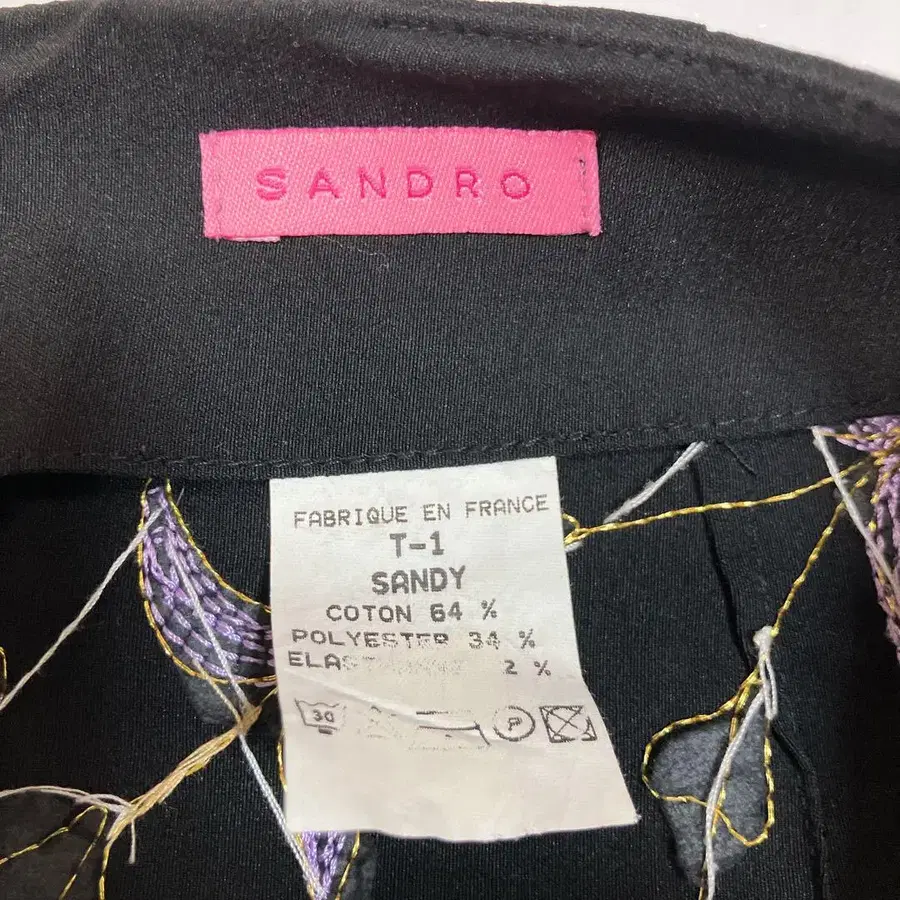 SANDRO
FABRIQUE EN FRANCE
T-1
SANDY
COTON 64 %
POLYESTER 34 %
2 %
30
P